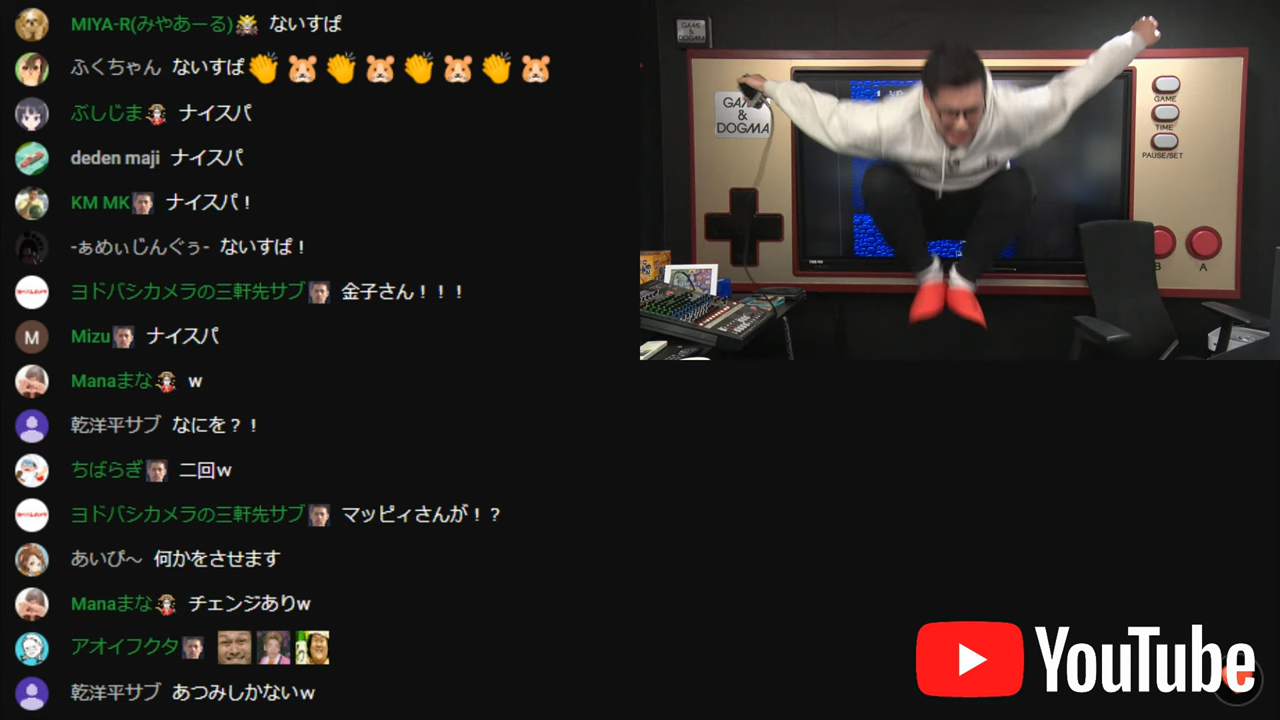 MIYA-R(みやあーる) ないすぱ
ふくちゃん ないすぱ👏🐹👏🐹👏🐹👏🐹
ぶしじま ナイスパ
deden maji ナイスパ
KM MK ナイスパ！
-ぁめぃじんぐぅ- ないすぱ！
ヨドバシカメラの三軒先サブ 金子さん！！！
M Mizu ナイスパ
Manaまな w
乾洋平サブ なにを？！
ちばらぎ 二回w
ヨドバシカメラの三軒先サブ マッピィさんが！？
あいぴ〜 何かをさせます
Manaまな チェンジありw
アオイフクタ
乾洋平サブ あつみしかないw
GAME & DOGMA
GAME
& 
DOGMA
GAME
TIME
PAUSE/SET
B A
YouTube